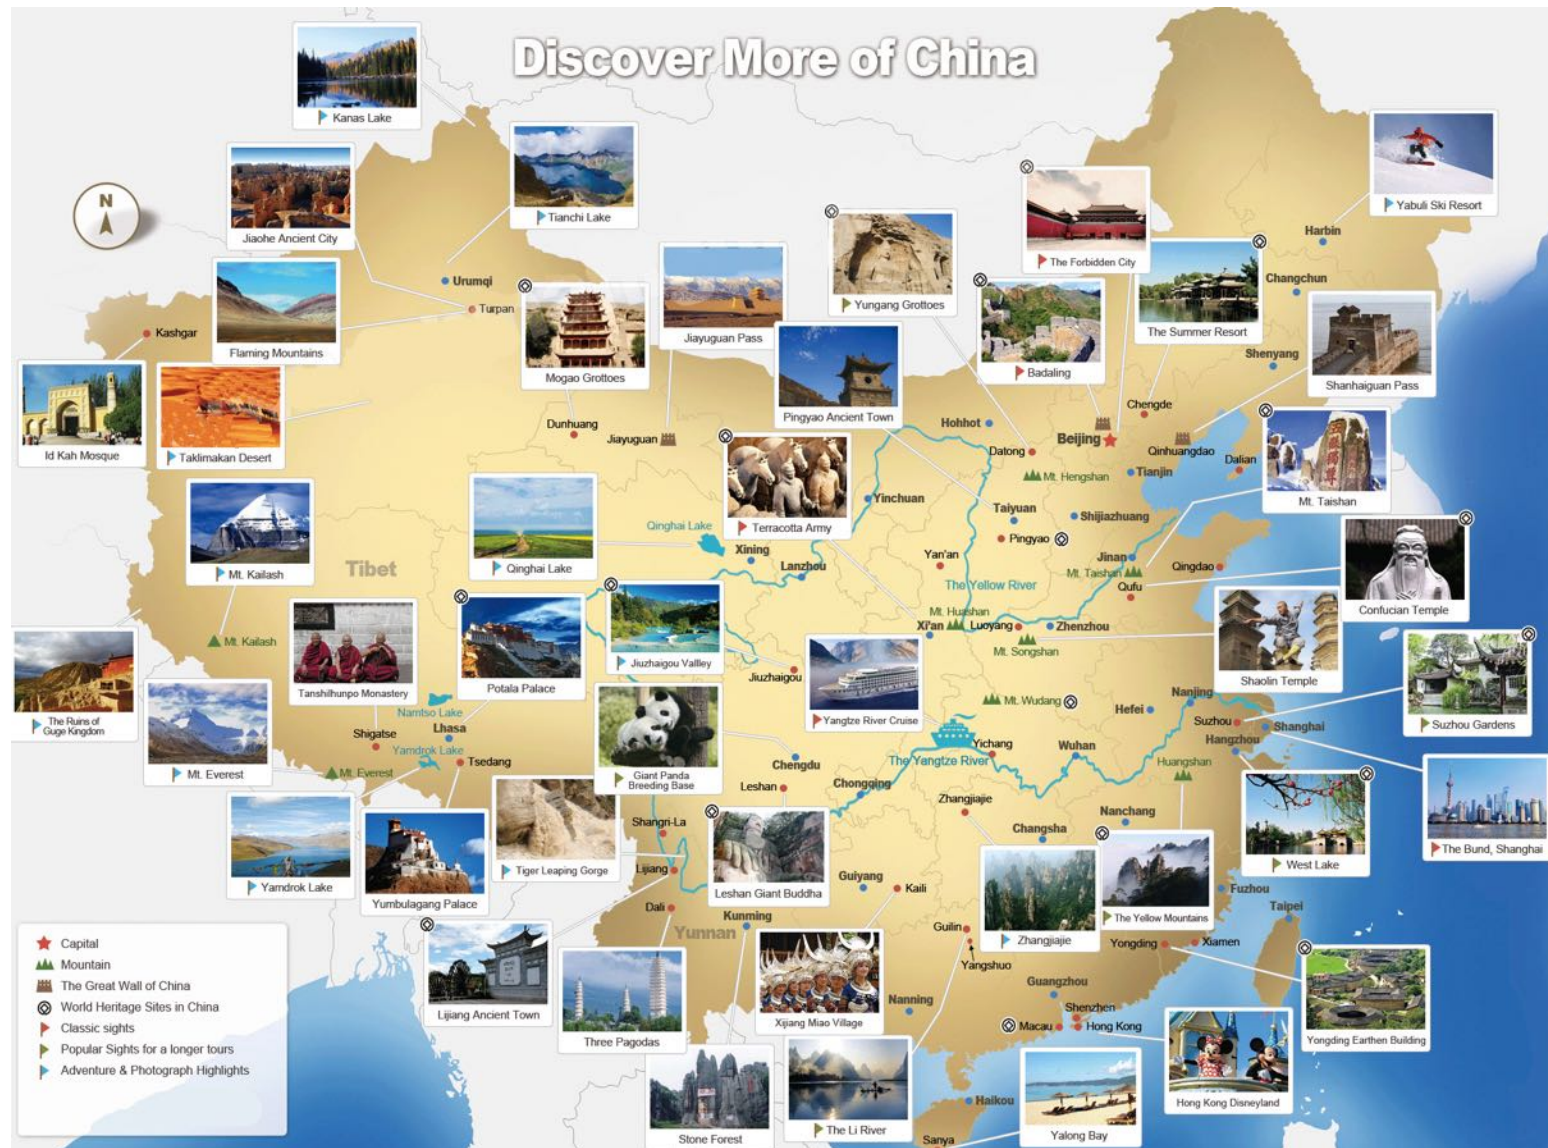 Discover More of China
Kanas Lake
N
Jiaohe Ancient City
Tianchi Lake
Yabuli Ski Resort
Harbin
The Forbidden City
Yungang Grottoes
Changchun
Urumqi
Turpan
Kashgar
Flaming Mountains
Jiayuguan Pass
The Summer Resort
Mogao Grottoes
Badaling
Shenyang
Shanhaiguan Pass
Pingyao Ancient Town
Chengde
Id Kah Mosque
Taklimakan Desert
Dunhuang
Jiayuguan
Hohhot
Beijing
Datong
Qinhuangdao
Dalian
Mt. Hengshan
Tianjin
Mt. Taishan
Yinchuan
Taiyuan
Shijiazhuang
Qinghai Lake
Terracotta Army
Pingyao
Xining
Yan'an
Jinan
Lanzhou
Tibet
Mt. Kailash
Qinghai Lake
Mt. Taishan
Qingdao
Qufu
The Yellow River
Confucian Temple
Mt. Huashan
Xi'an
Luoyang
Zhenzhou
Mt. Songshan
Mt. Kailash
Jiuzhaigou Vallley
Jiuzhaigou
Shaolin Temple
Tanshilhunpo Monastery
Potala Palace
Namtso Lake
Lhasa
Shigatse
Yamdrok Lake
Tsedang
The Ruins of
Guge Kingdom
Yangtze River Cruise
Mt. Wudang
Hefei
Nanjing
Suzhou
Shanghai
Suzhou Gardens
Hangzhou
Mt. Everest
Mt. Everest
Giant Panda
Breeding Base
Chengdu
Leshan
Chongqing
The Yangtze River
Yichang
Wuhan
Huangshan
Zhangjiajie
Nanchang
Changsha
The Bund, Shanghai
West Lake
Yamdrok Lake
Yumbulagang Palace
Tiger Leaping Gorge
Shangri-La
Lijiang
Dali
Leshan Giant Buddha
Guiyang
Kaili
Kunming
Yunnan
Guilin
Yangshuo
Zhangjiajie
The Yellow Mountains
Fuzhou
Taipei
Yongding
Xiamen
Lijiang Ancient Town
Three Pagodas
Xijiang Miao Village
Nanning
Guangzhou
Shenzhen
Macau
Hong Kong
Yongding Earthen Building
Hong Kong Disneyland
Stone Forest
The Li River
Haikou
Sanya
Yalong Bay
Capital
Mountain
The Great Wall of China
World Heritage Sites in China
Classic sights
Popular Sights for a longer tours
Adventure & Photograph Highlights